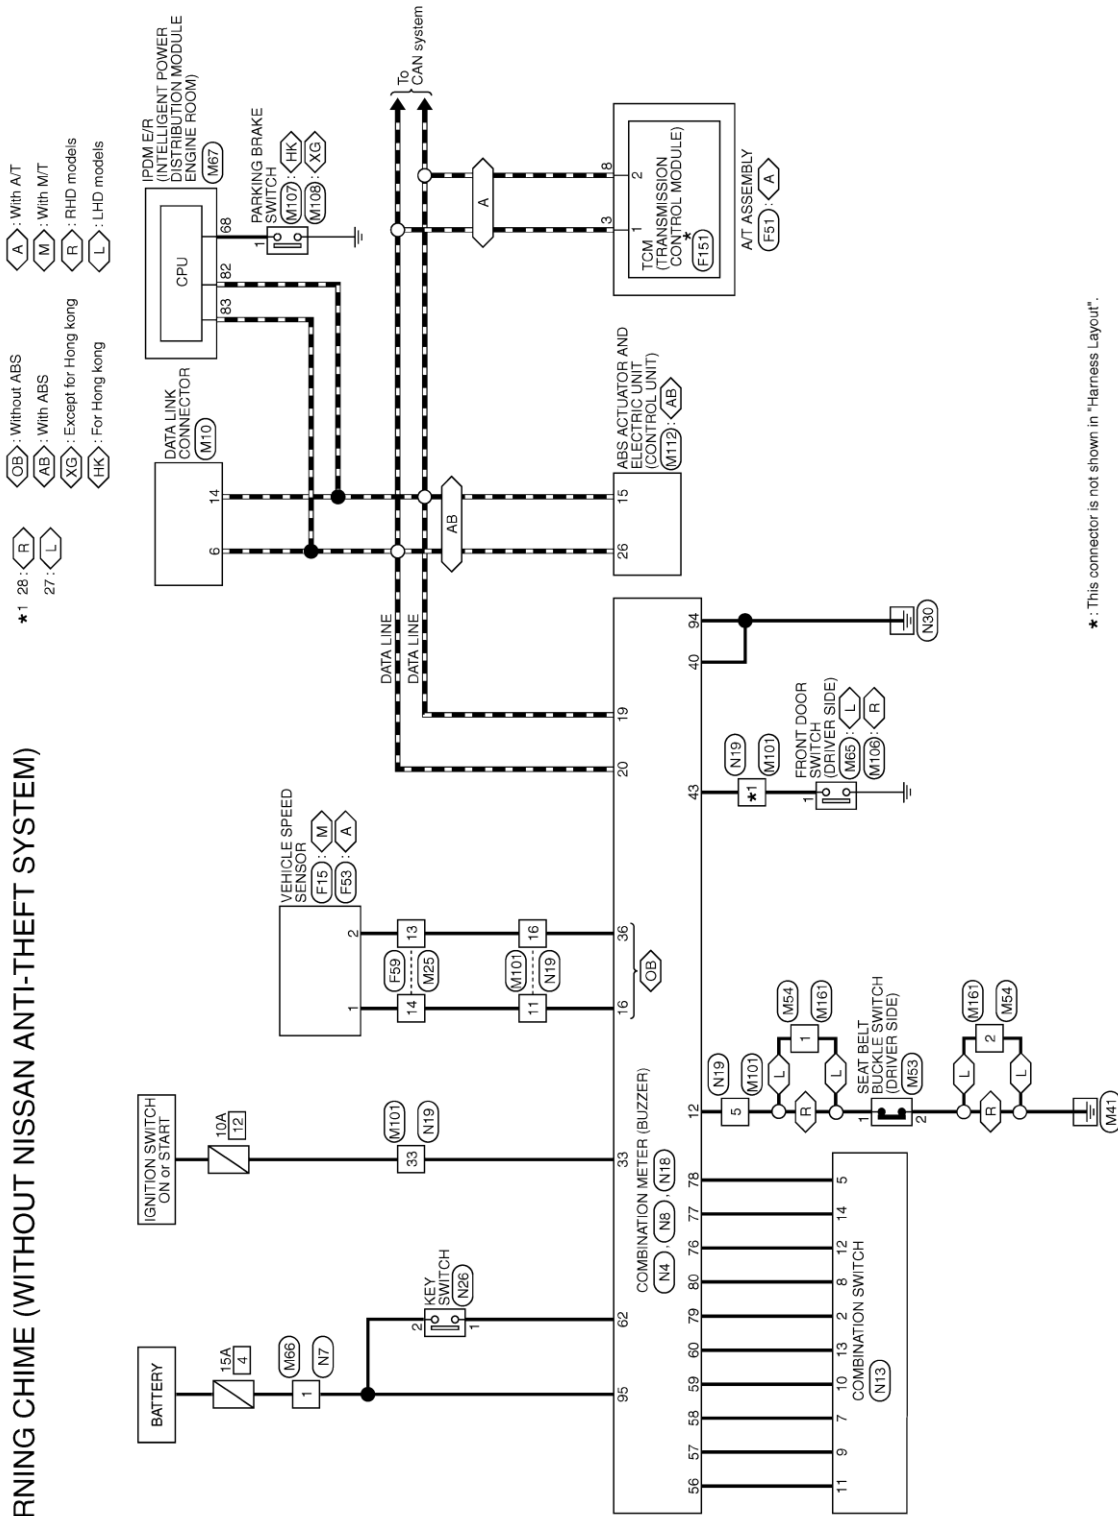 RNING CHIME (WITHOUT NISSAN ANTI-THEFT SYSTEM)
*1 28: R
27: L
OB : Without ABS
AB : With ABS
XG : Except for Hong kong
HK : For Hong kong
A : With A/T
M : With M/T
R : RHD models
L : LHD models
BATTERY
15A
4
M66
1
N7
KEY
SWITCH
N26
2
1
IGNITION SWITCH
ON or START
10A
12
M101
33
N19
VEHICLE SPEED
SENSOR
F15 : M
F53 : A
1
2
F59
14
13
M25
M101
11
16
N19
DATA LINK
CONNECTOR
M10
6
14
IPDM E/R
(INTELLIGENT POWER
DISTRIBUTION MODULE
ENGINE ROOM)
M67
CPU
83
82
68
PARKING BRAKE
SWITCH
M107 : HK
M108 : XG
1
DATA LINE
DATA LINE
To
CAN system
AB
A
95
62
33
16
36
20
19
OB
COMBINATION METER (BUZZER)
N4 , N8 , N18
56
57
58
59
60
79
80
76
77
78
12
43
40
94
ABS ACTUATOR AND
ELECTRIC UNIT
(CONTROL UNIT)
M112 : AB
26
15
3
8
1
2
TCM
(TRANSMISSION
CONTROL MODULE)
*
F151
A/T ASSEMBLY
F51 : A
11
9
7
10
13
2
8
12
14
5
COMBINATION SWITCH
N13
N19
5
M101
L
R
L
M54
1
M161
SEAT BELT
BUCKLE SWITCH
(DRIVER SIDE)
M53
1
2
L
R
L
M161
2
M54
M41
N19
*1
M101
FRONT DOOR
SWITCH
(DRIVER SIDE)
M65 : L
M106 : R
1
N30
*: This connector is not shown in "Harness Layout".